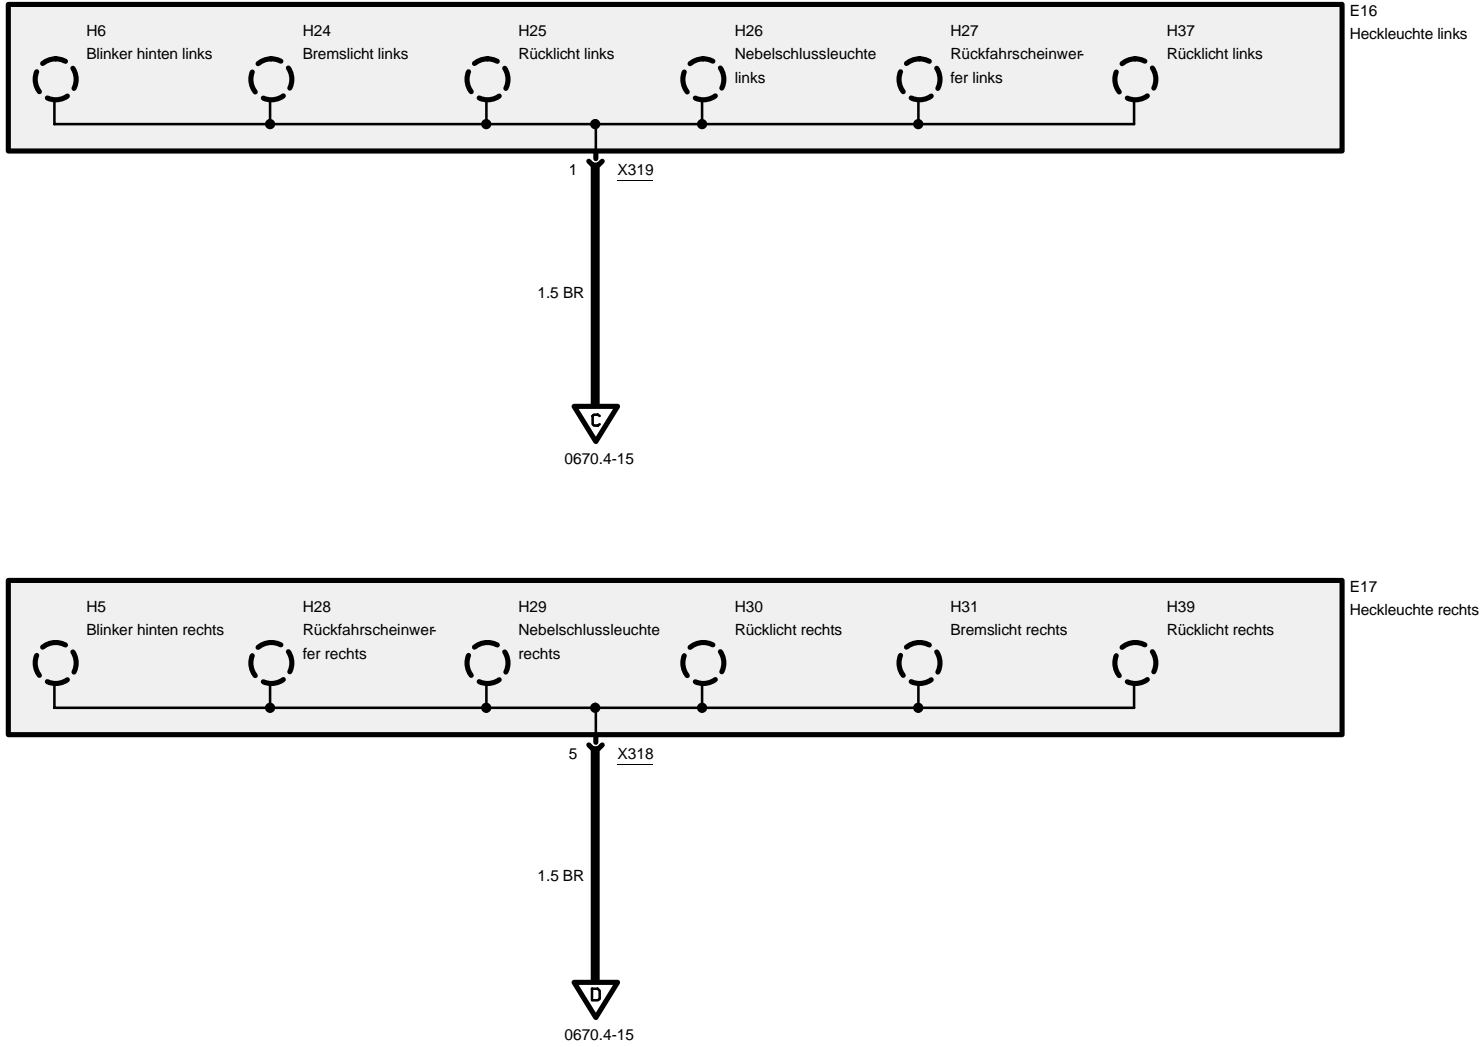 E16
Heckleuchte links
H6
Blinker hinten links
H24
Bremslicht links
H25
Rücklicht links
H26
Nebelschlussleuchte
links
H27
Rückfahrscheinwer-
fer links
H37
Rücklicht links
1
X319
1.5 BR
C
0670.4-15
E17
Heckleuchte rechts
H5
Blinker hinten rechts
H28
Rückfahrscheinwer-
fer rechts
H29
Nebelschlussleuchte
rechts
H30
Rücklicht rechts
H31
Bremslicht rechts
H39
Rücklicht rechts
5
X318
1.5 BR
D
0670.4-15